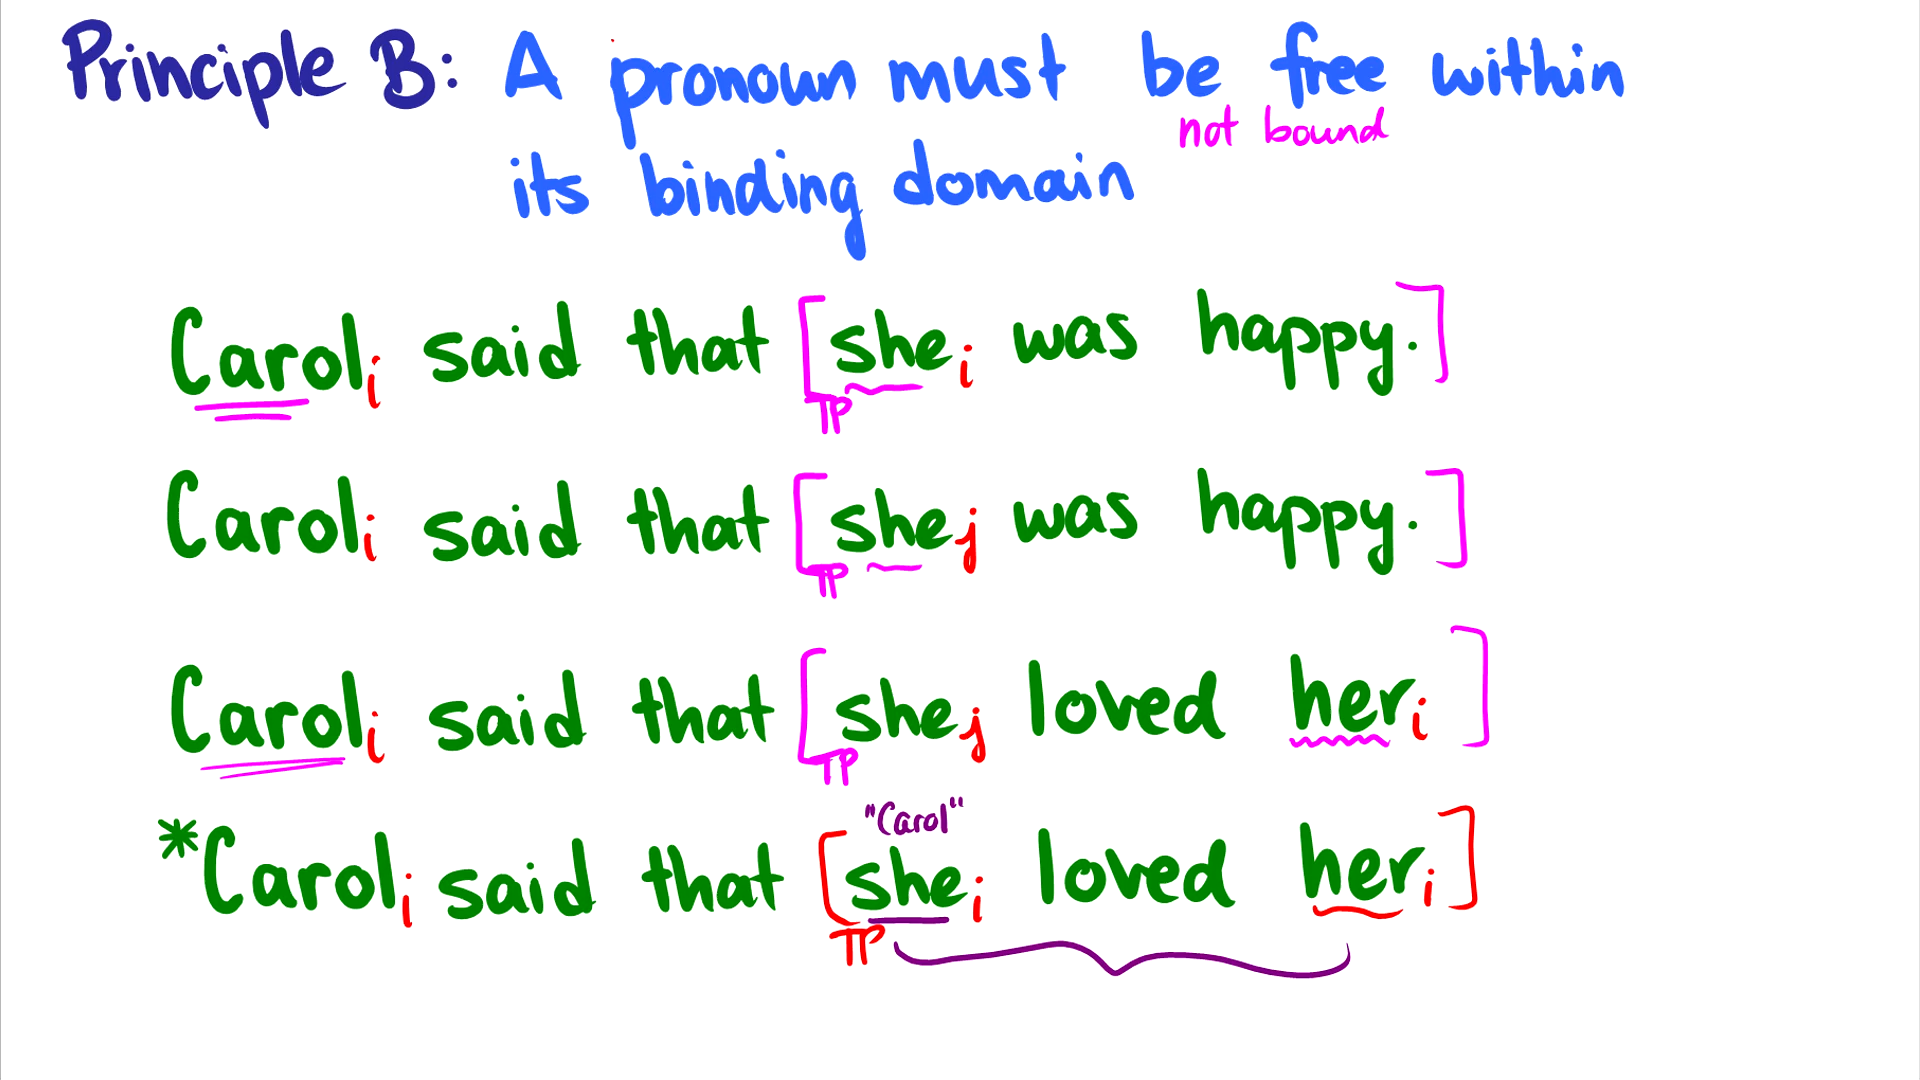 Principle B: A pronoun must be free within
not bound
its binding domain
Carol i said that [ she i was happy. ]
TP
Carol i said that [ she j was happy. ]
TP
Carol i said that [ she j loved her i ]
TP
"Carol"
*Carol i said that [ she i loved her i ]
TP